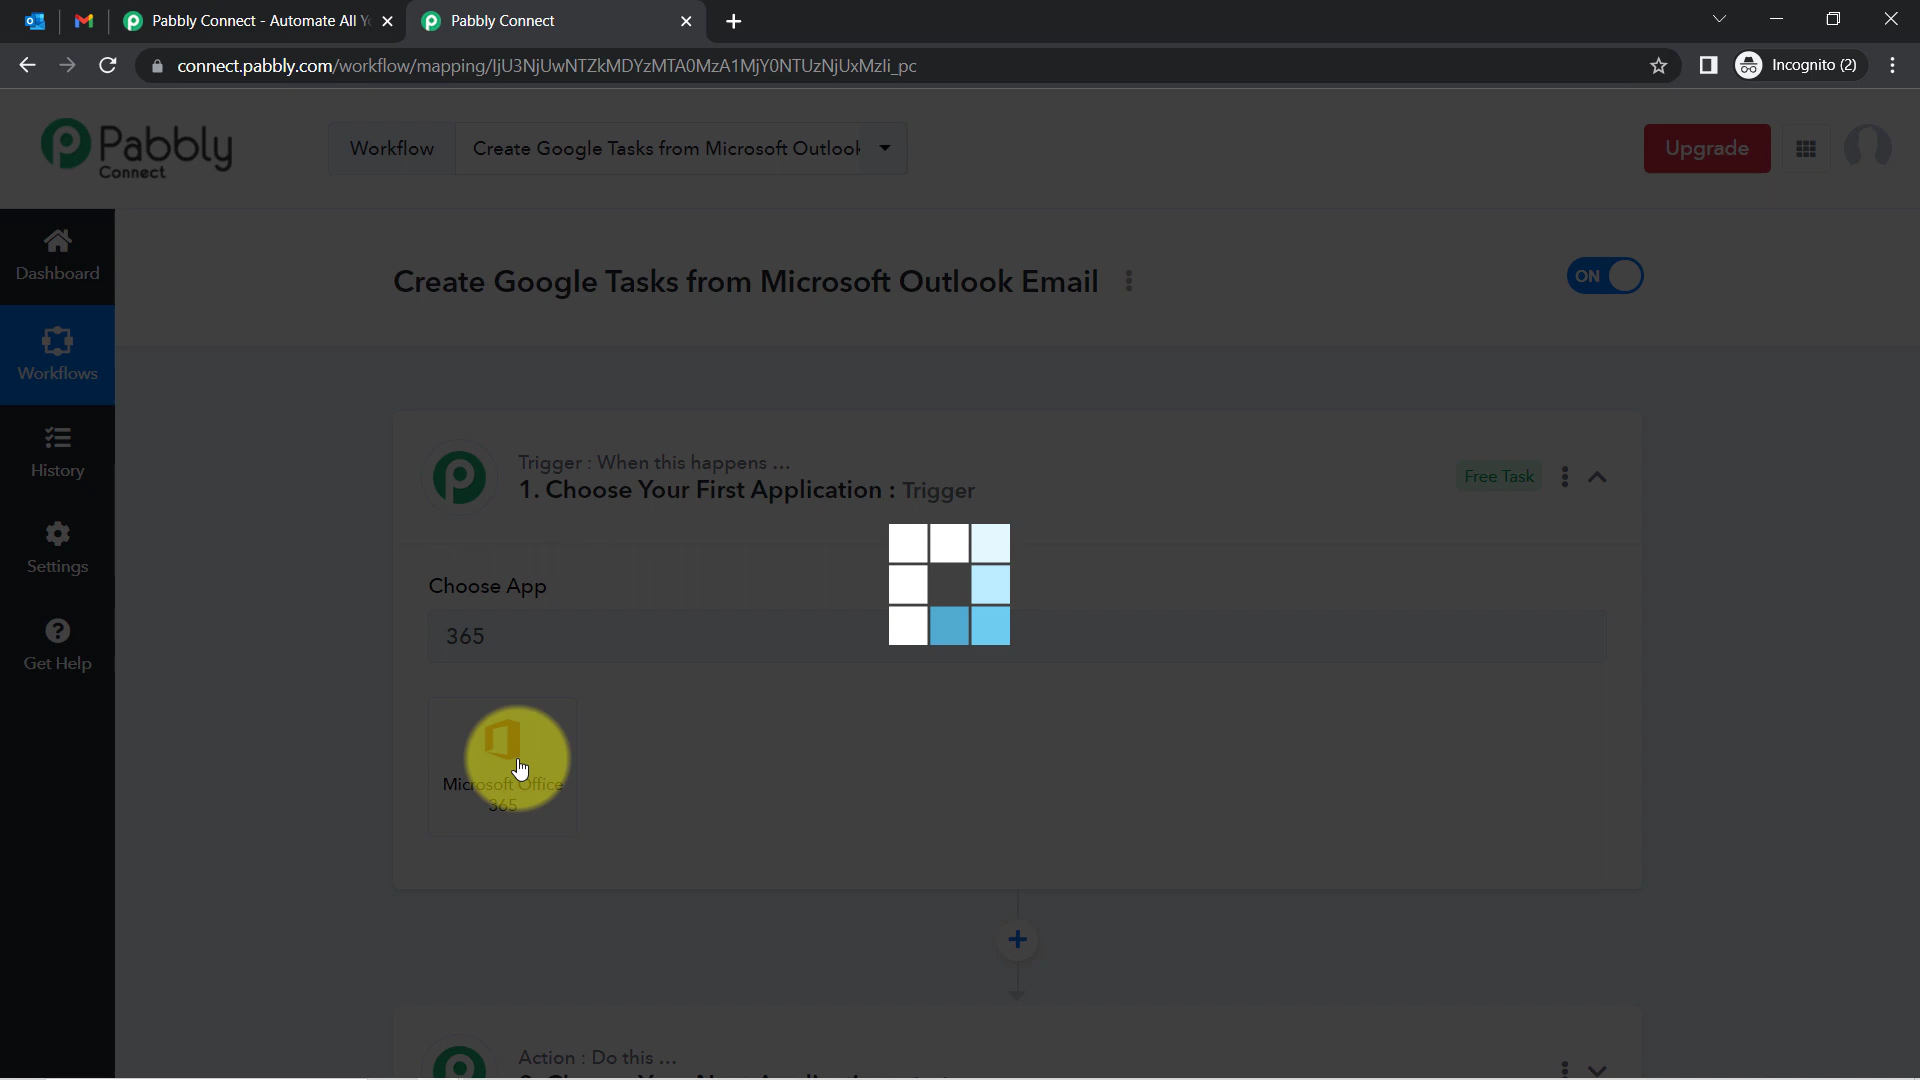 Pabbly Connect - Automate All Y
Pabbly Connect
connect.pabbly.com/workflow/mapping/IjU3NjUwNTZkMDYzMTA0MzA1MjY0NTUzNjUxMzIi_pc
Incognito (2)
Pabbly
Connect
Workflow
Create Google Tasks from Microsoft Outlook
Upgrade
Dashboard
Workflows
History
Settings
Get Help
Create Google Tasks from Microsoft Outlook Email
ON
Trigger : When this happens ...
1. Choose Your First Application : Trigger
Free Task
Choose App
365
Microsoft Office
365
Action : Do this ...